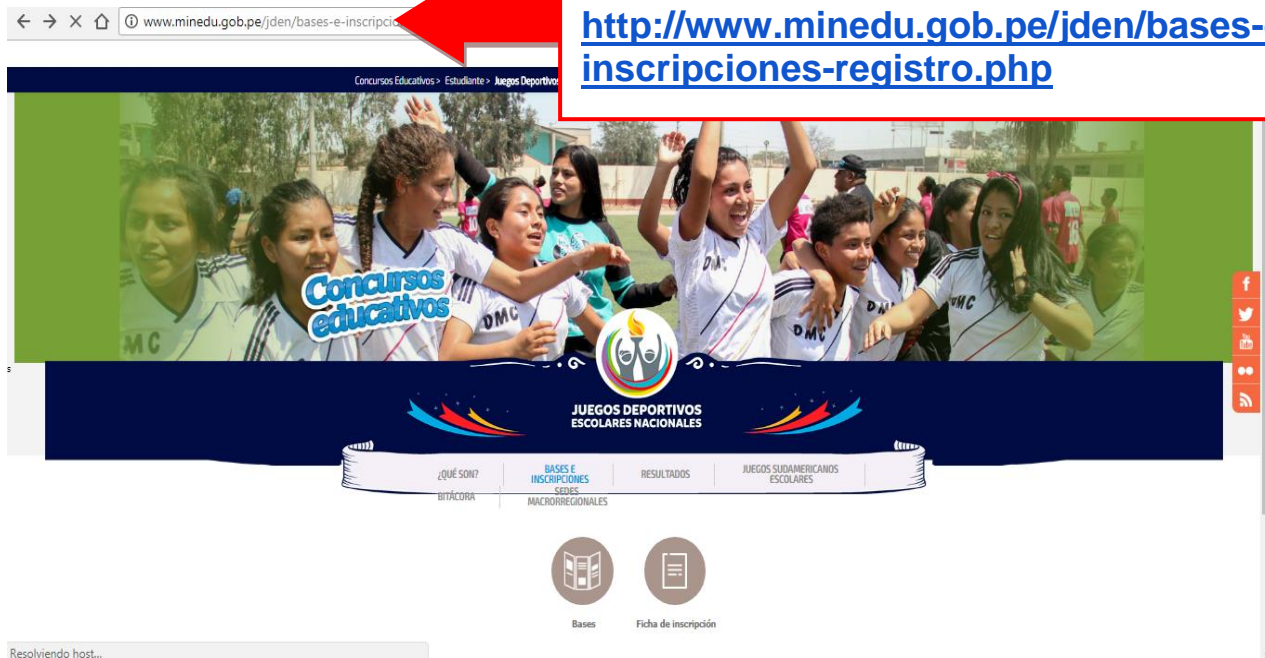 www.minedu.gob.pe/jden/bases-e-inscripcio
http://www.minedu.gob.pe/jden/bases-
inscripciones-registro.php
Concursos Educativos > Estudiante > Juegos Deportivos
Concursos
educativos
DMC
DMC
DMC
MC
JUEGOS DEPORTIVOS
ESCOLARES NACIONALES
¿QUÉ SON?
BASES E
INSCRIPCIONES
RESULTADOS
JUEGOS SUDAMERICANOS
ESCOLARES
BITÁCORA
SEDES
MACRORREGIONALES
Bases
Ficha de inscripción
Resolviendo host...